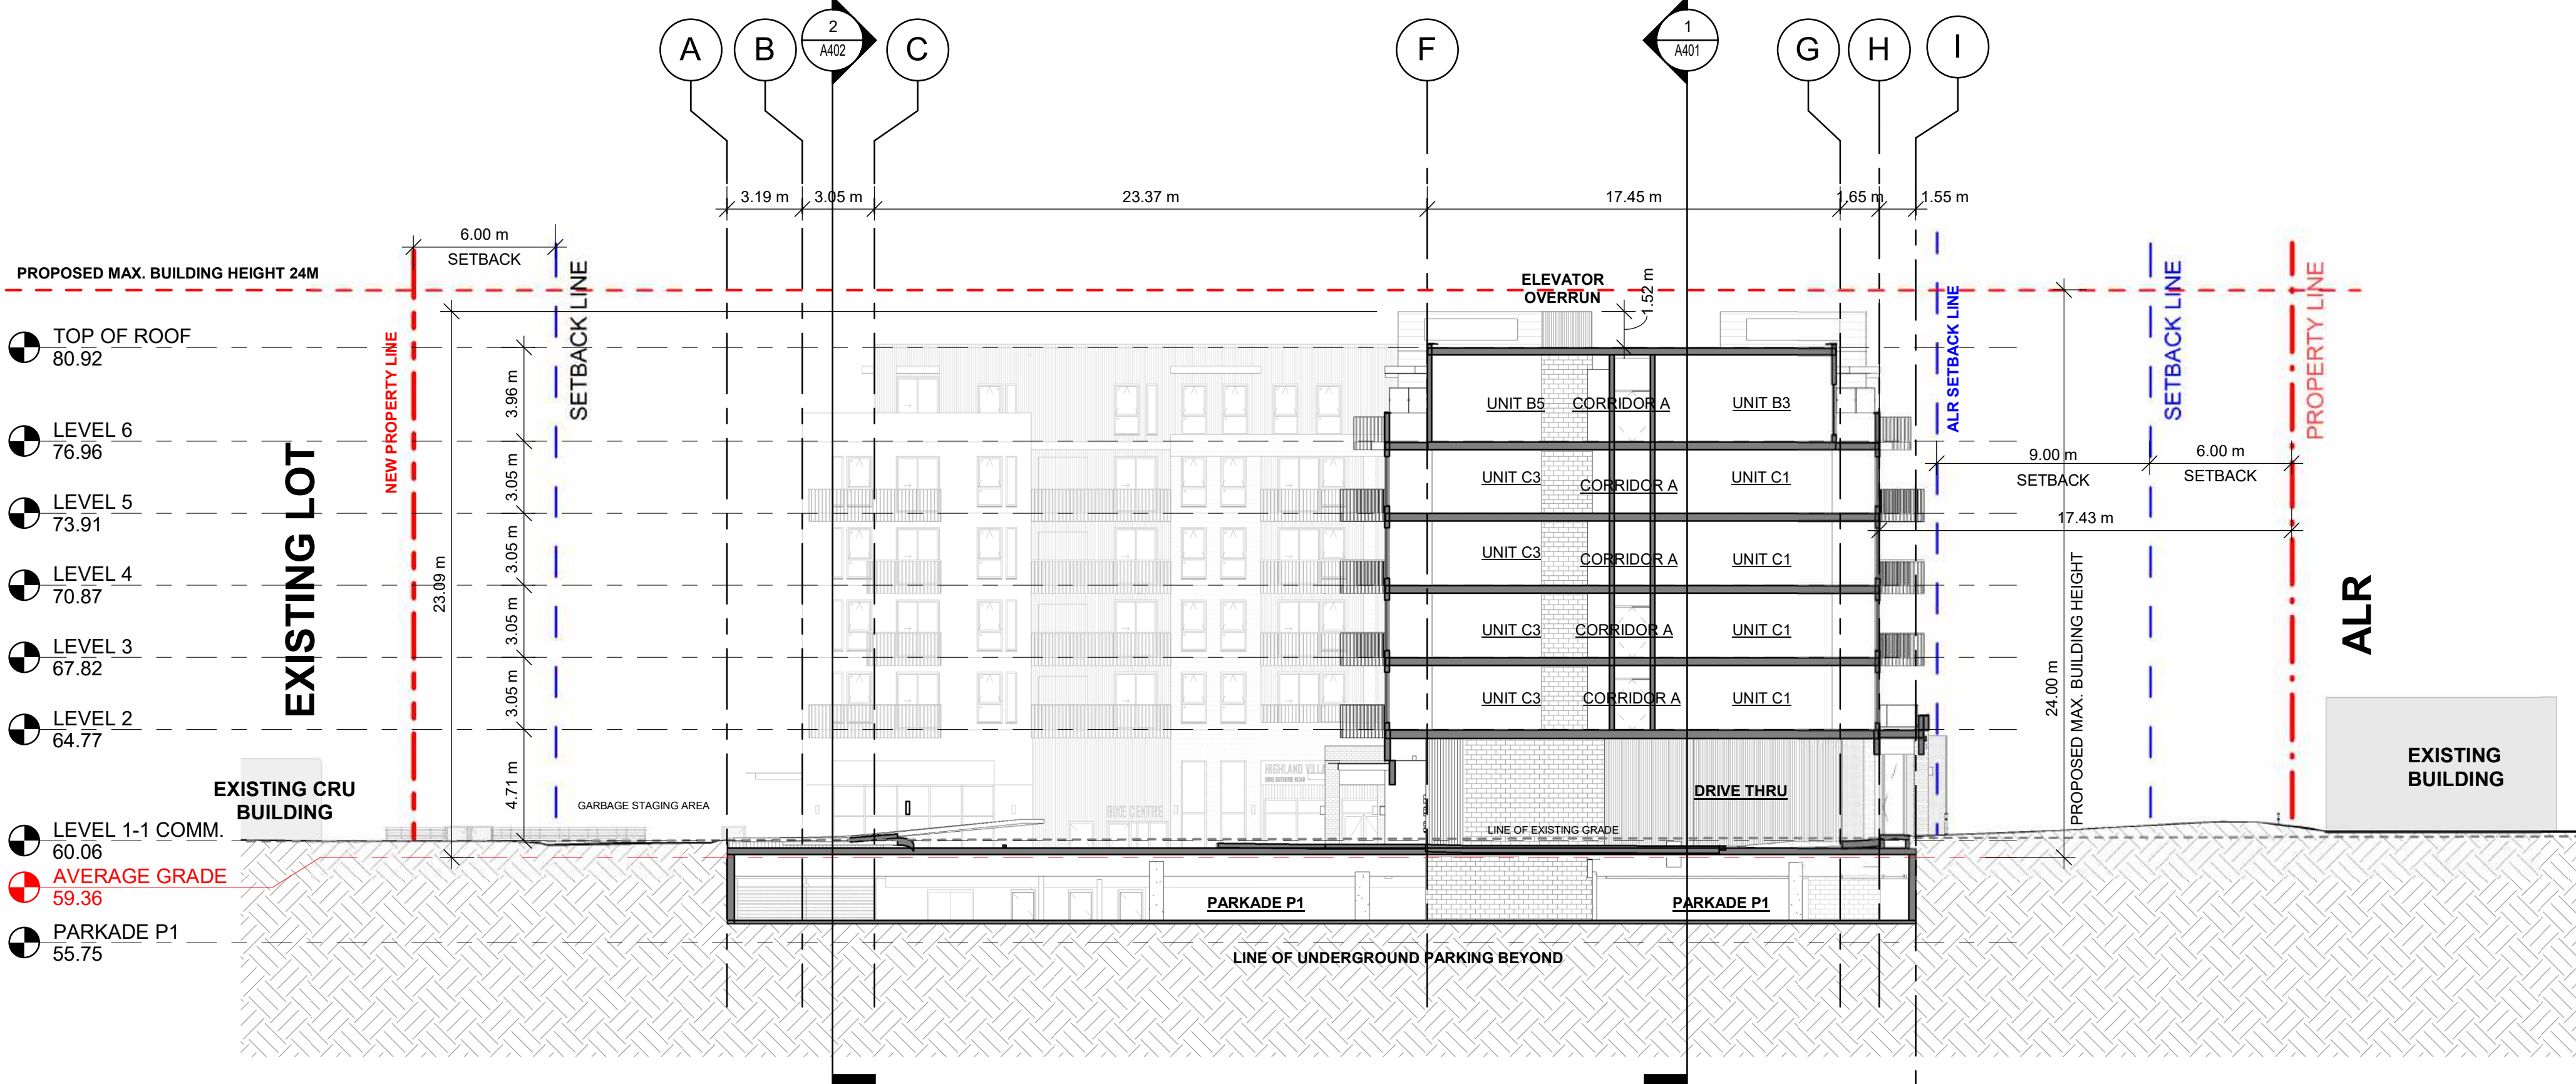 A
B
2
A402
C
F
1
A401
G
H
I
3.19 m
3.05 m
23.37 m
17.45 m
1.65 m
1.55 m
6.00 m
SETBACK
PROPOSED MAX. BUILDING HEIGHT 24M
SETBACK LINE
NEW PROPERTY LINE
EXISTING LOT
ELEVATOR
OVERRUN
1.52 m
ALR SETBACK LINE
SETBACK LINE
PROPERTY LINE
TOP OF ROOF
80.92
3.96 m
LEVEL 6
76.96
3.05 m
LEVEL 5
73.91
3.05 m
LEVEL 4
70.87
3.05 m
LEVEL 3
67.82
3.05 m
LEVEL 2
64.77
4.71 m
23.09 m
UNIT B5
CORRIDOR A
UNIT B3
UNIT C3
CORRIDOR A
UNIT C1
UNIT C3
CORRIDOR A
UNIT C1
UNIT C3
CORRIDOR A
UNIT C1
UNIT C3
CORRIDOR A
UNIT C1
9.00 m
SETBACK
6.00 m
SETBACK
17.43 m
24.00 m
PROPOSED MAX. BUILDING HEIGHT
ALR
EXISTING
BUILDING
EXISTING CRU
BUILDING
GARBAGE STAGING AREA
BIKE CENTRE
HIGHLAND VILLA
DRIVE THRU
LINE OF EXISTING GRADE
LEVEL 1-1 COMM.
60.06
AVERAGE GRADE
59.36
PARKADE P1
55.75
PARKADE P1
PARKADE P1
LINE OF UNDERGROUND PARKING BEYOND